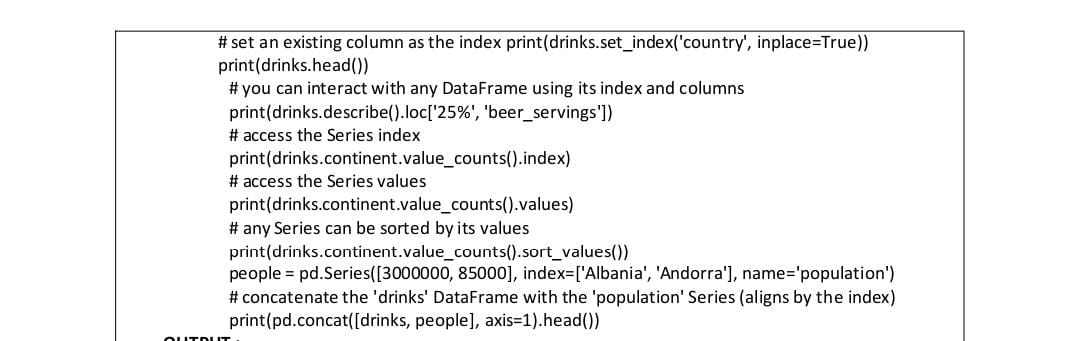 # set an existing column as the index print(drinks.set_index('country', inplace=True))
print(drinks.head())
# you can interact with any DataFrame using its index and columns
print(drinks.describe().loc['25%', 'beer_servings'])
# access the Series index
print(drinks.continent.value_counts().index)
# access the Series values
print(drinks.continent.value_counts().values)
# any Series can be sorted by its values
print(drinks.continent.value_counts().sort_values())
people = pd.Series([3000000, 85000], index=['Albania', 'Andorra'], name='population')
# concatenate the 'drinks' DataFrame with the 'population' Series (aligns by the index)
print(pd.concat([drinks, people], axis=1).head())
OUTPUT :